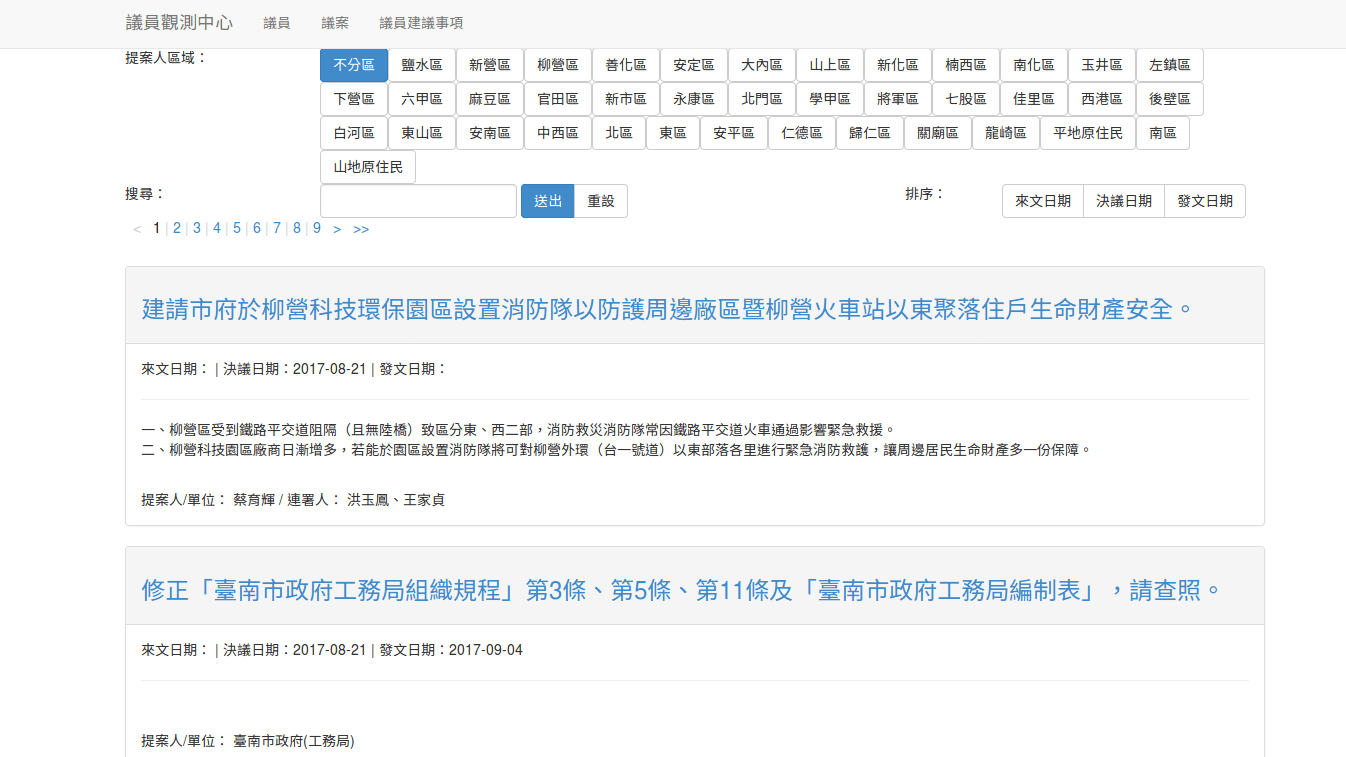 議員觀測中心 議員 議案 議員建議事項
提案人區域：
不分區 鹽水區 新營區 柳營區 善化區 安定區 大內區 山上區 新化區 楠西區 南化區 玉井區 左鎮區
下營區 六甲區 麻豆區 官田區 新市區 永康區 北門區 學甲區 將軍區 七股區 佳里區 西港區 後壁區
白河區 東山區 安南區 中西區 北區 東區 安平區 仁德區 歸仁區 關廟區 龍崎區 平地原住民 南區
山地原住民
搜尋： 送出 重設 排序： 來文日期 決議日期 發文日期
< 1 | 2 | 3 | 4 | 5 | 6 | 7 | 8 | 9 > >>
建請市府於柳營科技環保園區設置消防隊以防護周邊廠區暨柳營火車站以東聚落住戶生命財產安全。
來文日期： | 決議日期：2017-08-21 | 發文日期：
一、柳營區受到鐵路平交道阻隔（且無陸橋）致區分東、西二部，消防救災消防隊常因鐵路平交道火車通過影響緊急救援。
二、柳營科技園區廠商日漸增多，若能於園區設置消防隊將可對柳營外環（台一號道）以東部落各里進行緊急消防救護，讓周邊居民生命財產多一份保障。
提案人/單位： 蔡育輝 / 連署人： 洪玉鳳、王家貞
修正「臺南市政府工務局組織規程」第3條、第5條、第11條及「臺南市政府工務局編制表」，請查照。
來文日期： | 決議日期：2017-08-21 | 發文日期：2017-09-04
提案人/單位： 臺南市政府(工務局)